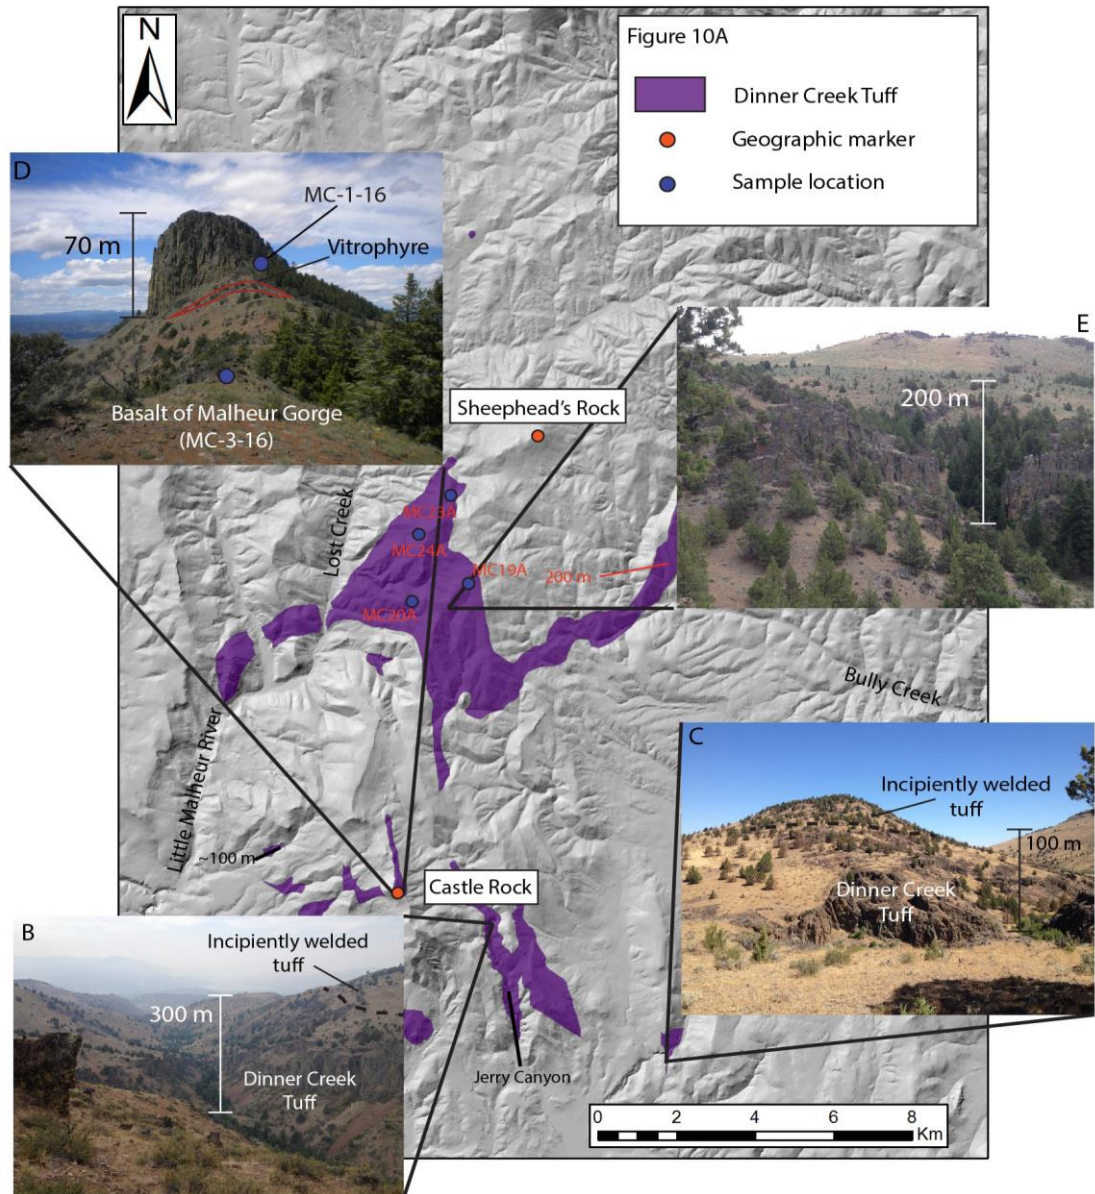 N
Figure 10A
Dinner Creek Tuff
Geographic marker
Sample location
D
MC-1-16
70 m
Vitrophyre
Basalt of Malheur Gorge
(MC-3-16)
E
200 m
Sheephead's Rock
Lost Creek
MC23A
MC24A
MC19A
200 m
MC20A
Bully Creek
Little Malheur River
C
Incipiently welded
tuff
100 m
Dinner Creek
Tuff
~100 m
Castle Rock
B
Incipiently welded
tuff
300 m
Dinner Creek
Tuff
Jerry Canyon
0 2 4 6 8
Km